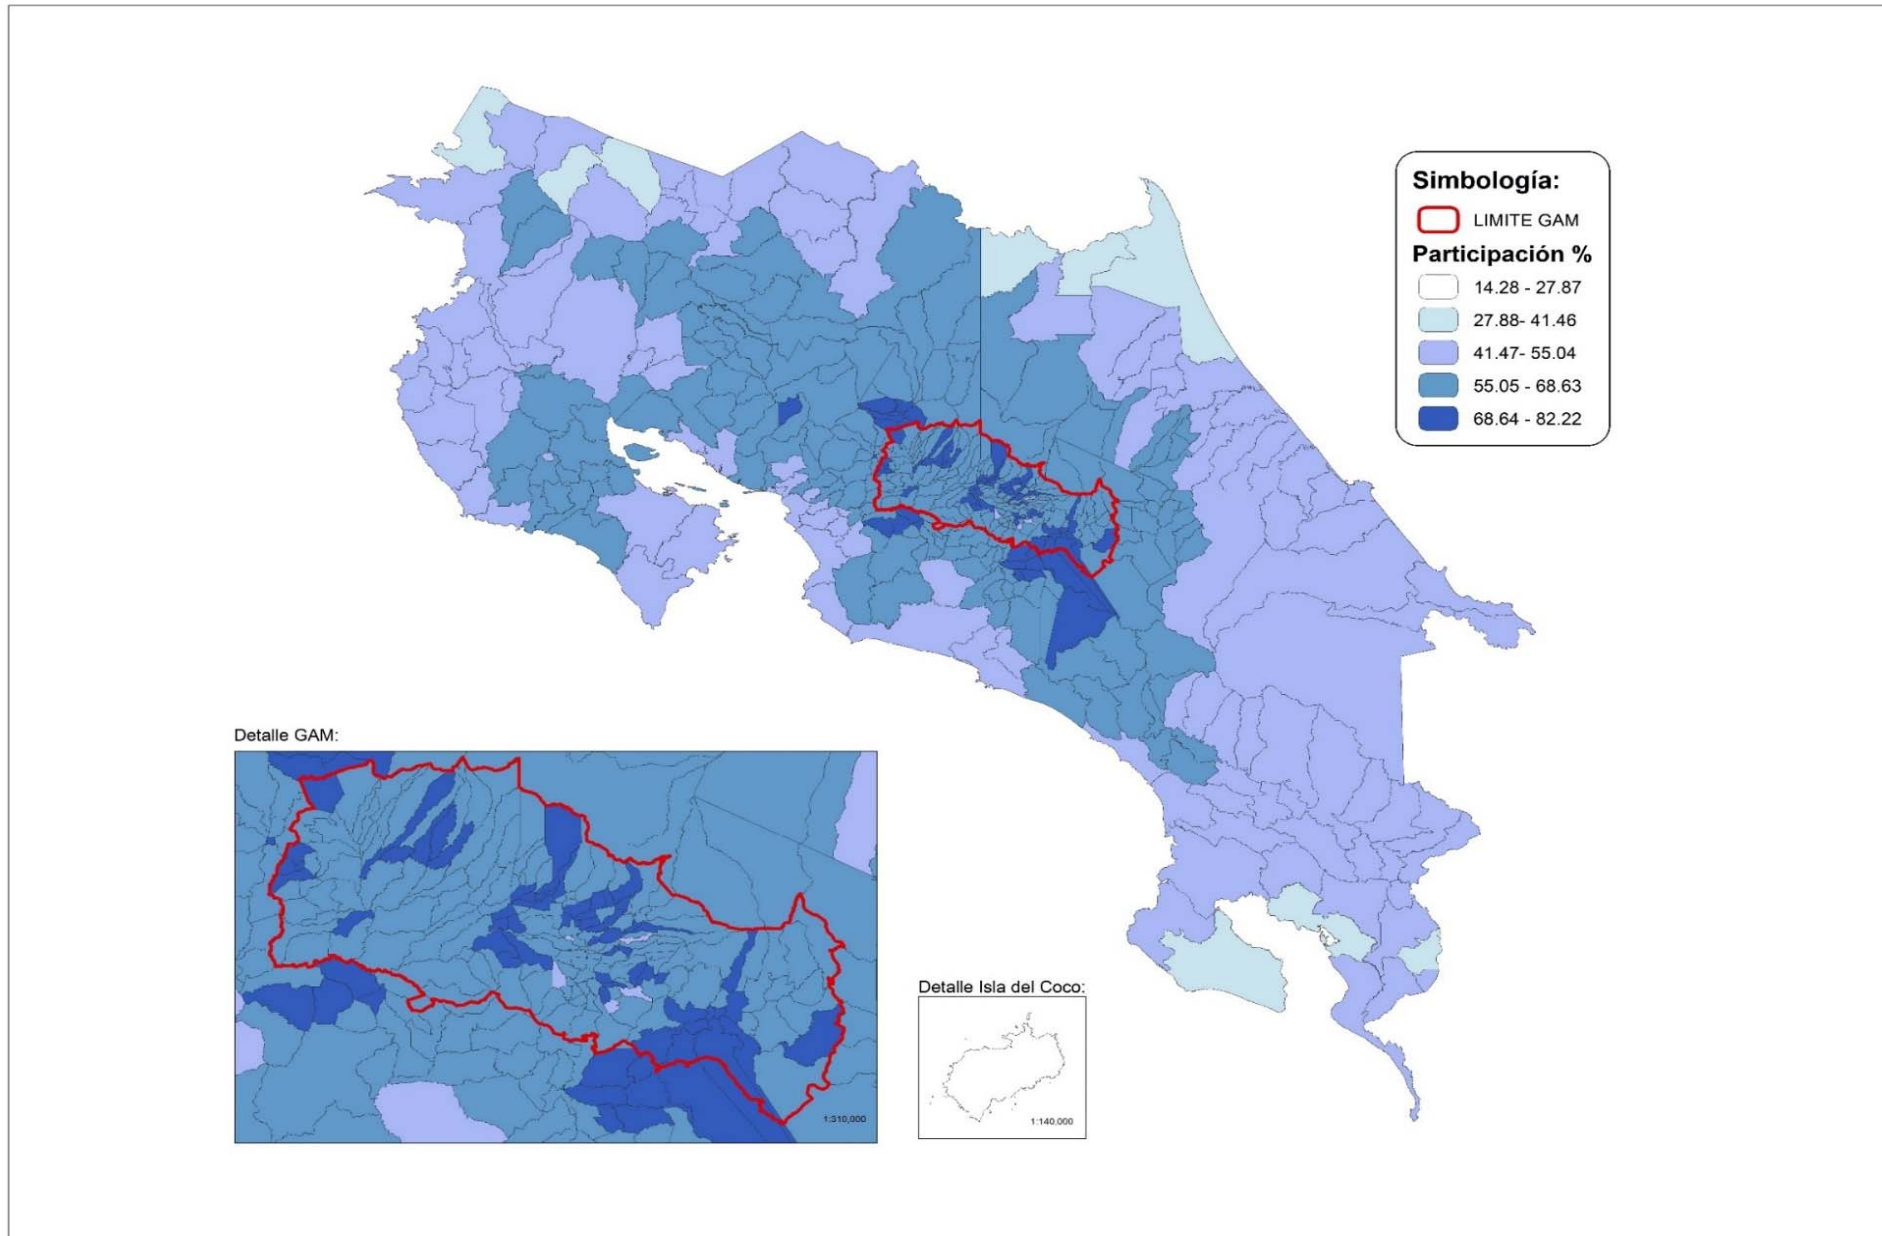 Simbología:
LIMITE GAM
Participación %
14.28 - 27.87
27.88- 41.46
41.47- 55.04
55.05 - 68.63
68.64 - 82.22
Detalle GAM:
1:310,000
Detalle Isla del Coco:
1:140,000